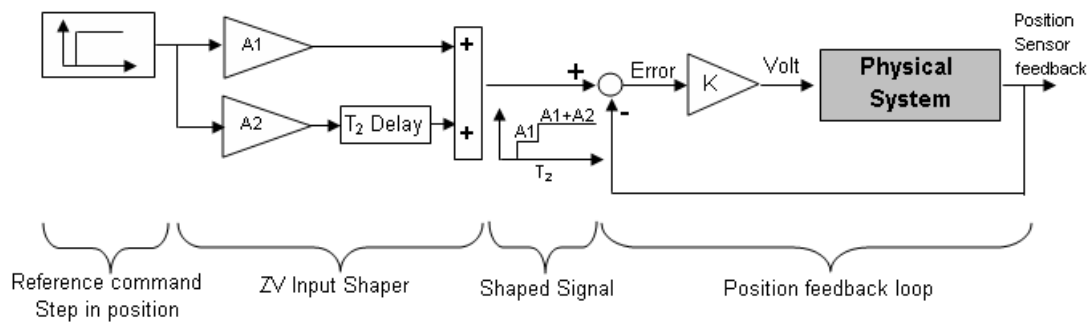 Position
Sensor
feedback
A1
+
+
Error
K
Volt
Physical
System
A2
T₂ Delay
+
-
A1
A1+A2
T₂
Reference command
Step in position
ZV Input Shaper
Shaped Signal
Position feedback loop